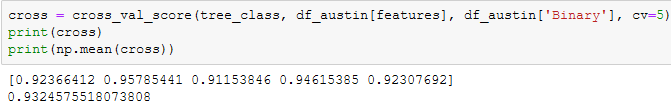 cross = cross_val_score(tree_class, df_austin[features], df_austin['Binary'], cv=5)
print(cross)
print(np.mean(cross))
[0.92366412 0.95785441 0.91153846 0.94615385 0.92307692]
0.9324575518073808